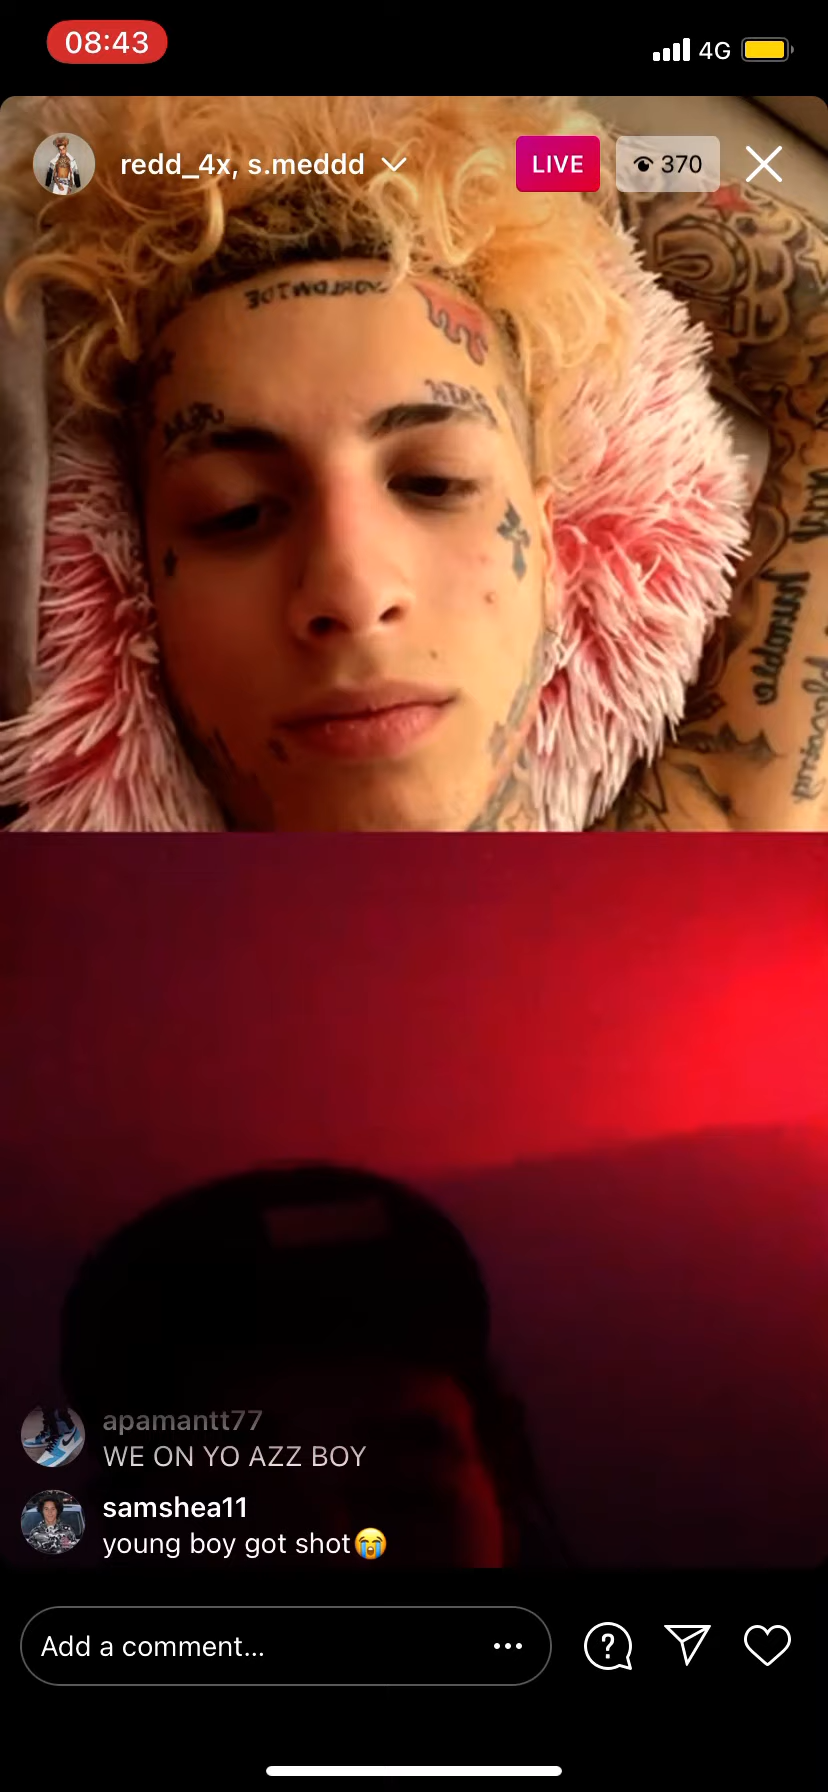 08:43
4G
redd_4x, s.meddd
LIVE
370
apamantt77
WE ON YO AZZ BOY
samshea11
young boy got shot😭
Add a comment...